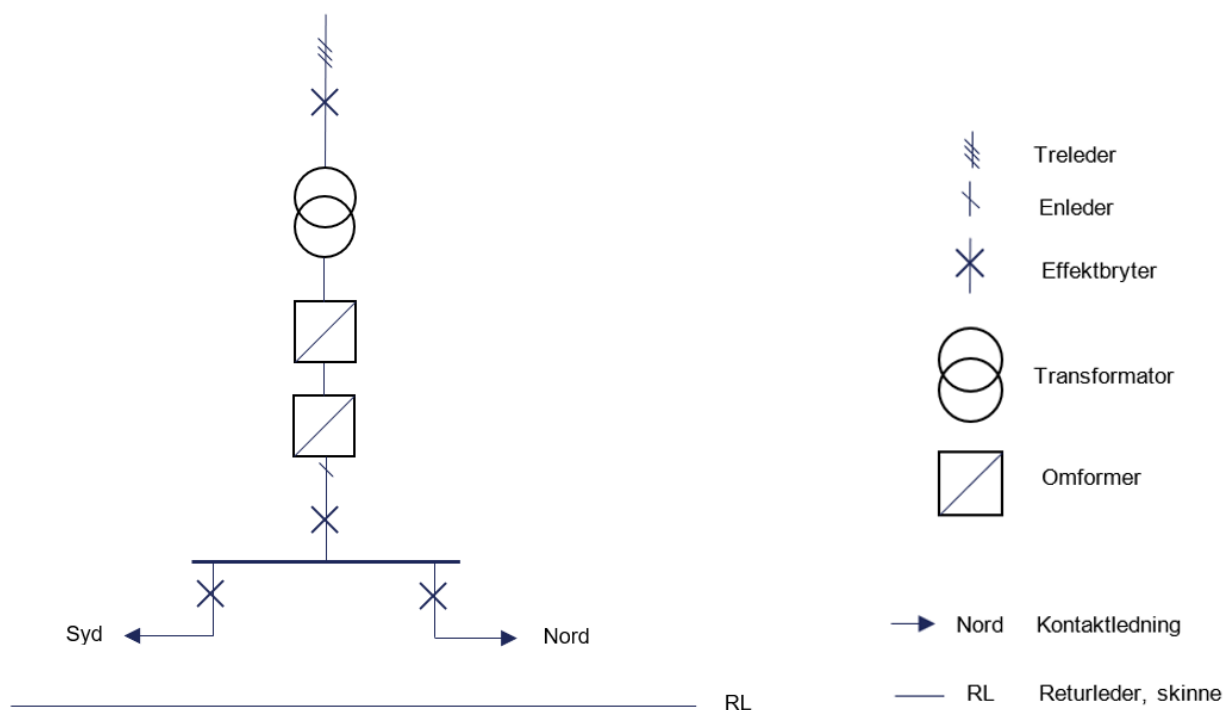 Treleder
Enleder
Effektbryter
Transformator
Omformer
Syd
Nord
Nord Kontaktledning
RL
RL Returleder, skinne